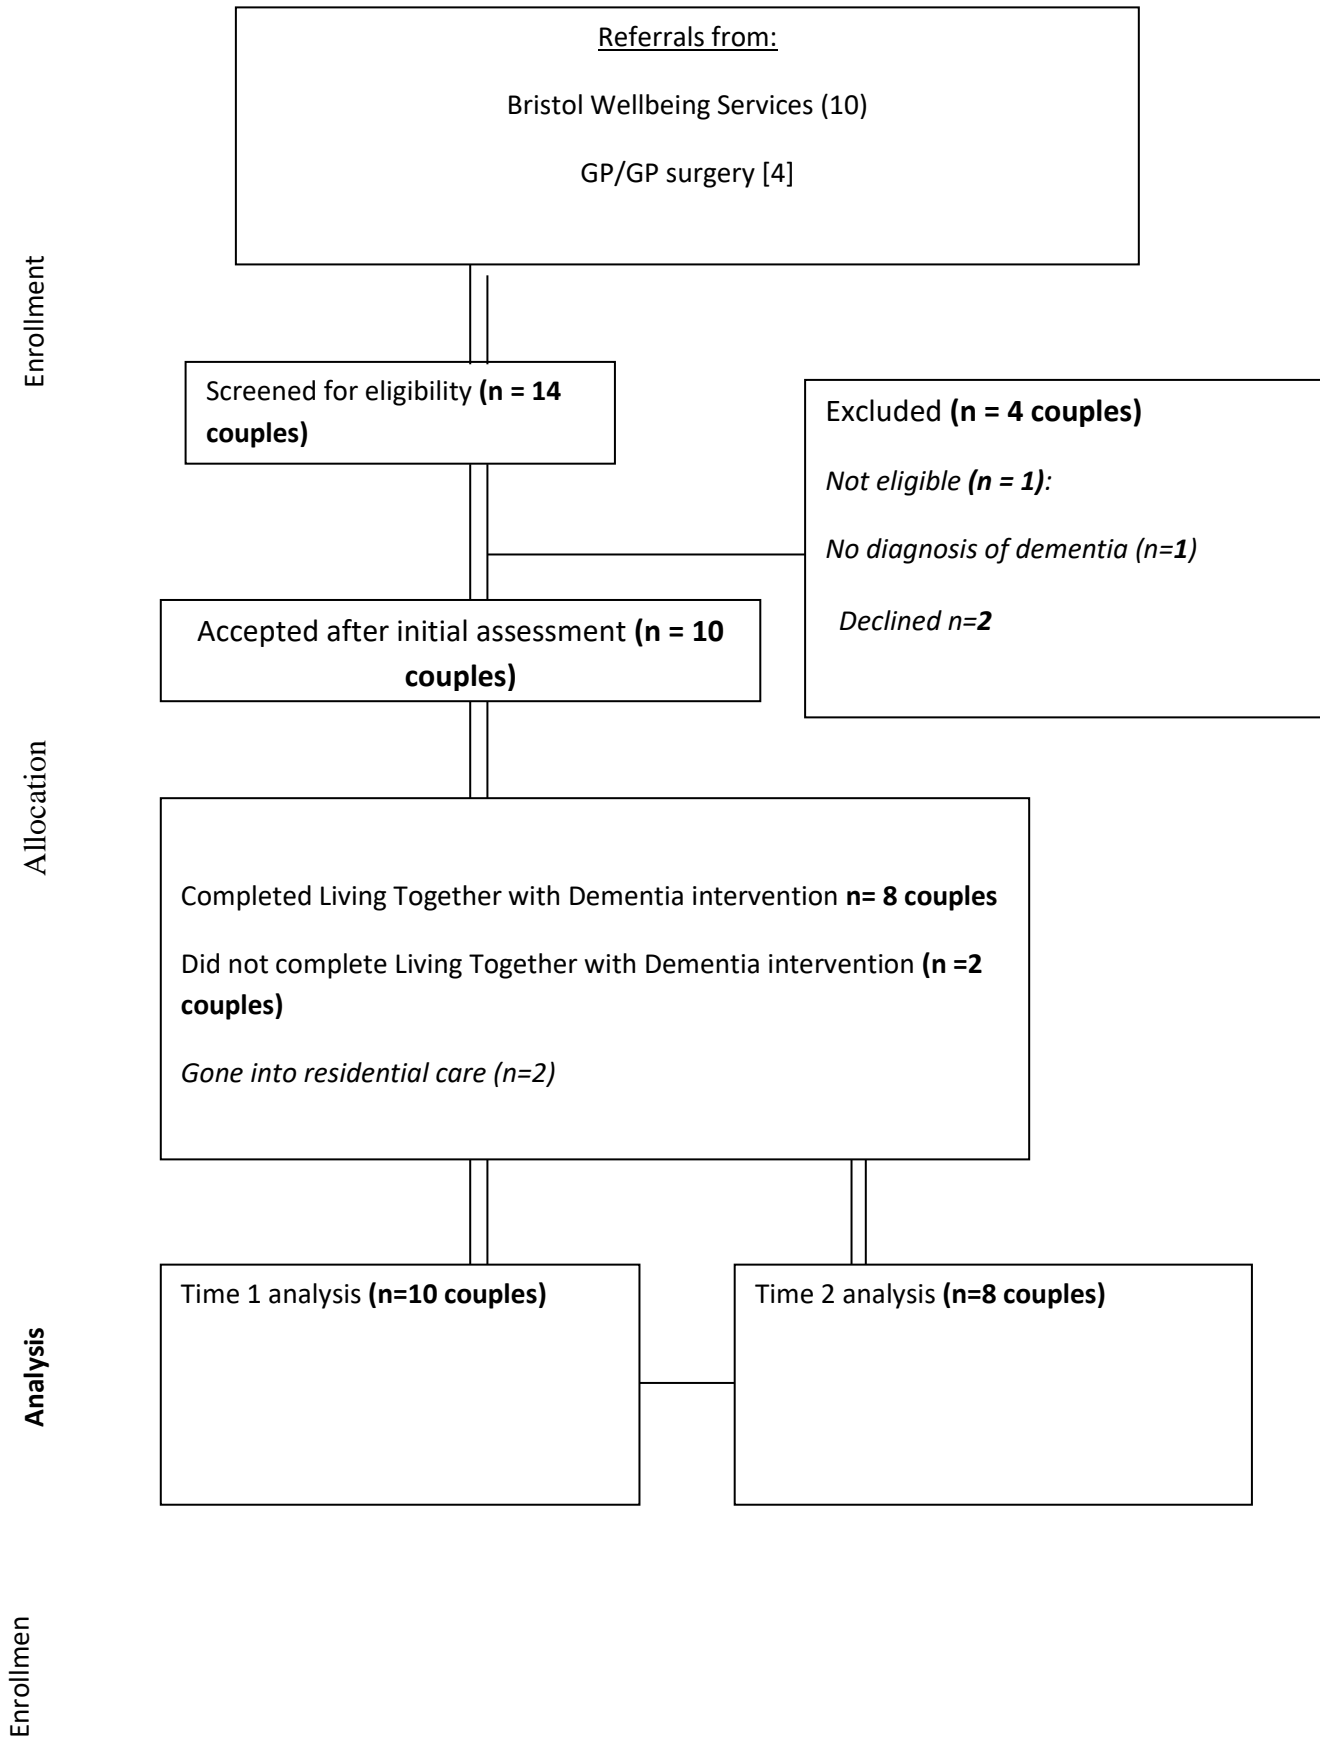 Referrals from:
Bristol Wellbeing Services (10)
GP/GP surgery [4]
Enrollment
Screened for eligibility (n = 14
couples)
Excluded (n = 4 couples)
Not eligible (n = 1):
No diagnosis of dementia (n=1)
Declined n=2
Accepted after initial assessment (n = 10
couples)
Allocation
Completed Living Together with Dementia intervention n= 8 couples
Did not complete Living Together with Dementia intervention (n =2
couples)
Gone into residential care (n=2)
Analysis
Time 1 analysis (n=10 couples)
Time 2 analysis (n=8 couples)
Enrollmen